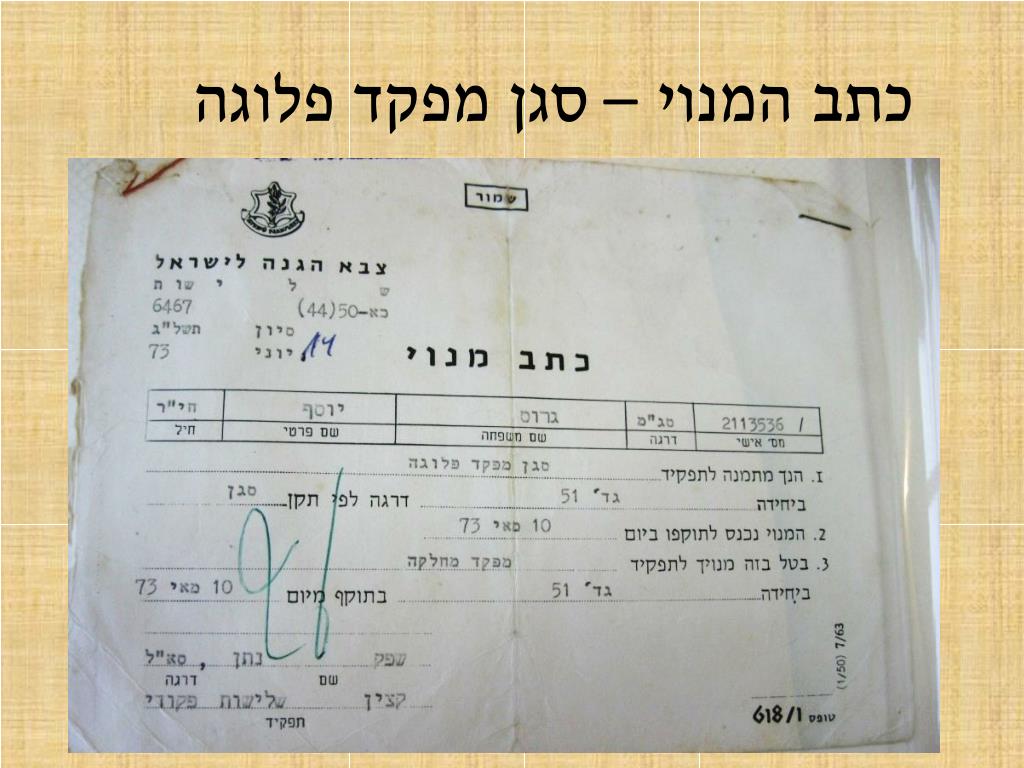 כתב המנוי – סגן מפקד פלוגה
שמור
צבא הגנה לישראל
ש ל י שות
כא-50(44) 6467
סיון תשל"ג
14 יוני 73
כתב מנוי
2113536 / סג"מ גרוס יוסף חי"ר
מס' אישי דרגה שם משפחה שם פרטי חיל
1. הנך מתמנה לתפקיד סגן מפקד פלוגה
ביחידה גד' 51 דרגה לפי תקן סגן
2. המנוי נכנס לתוקפו ביום 10 מאי 73
3. בטל בזה מנויך לתפקיד מפקד מחלקה
ביחידה גד' 51 בתוקף מיום 10 מאי 73
שפק נתן , סא"ל
שם דרגה
קצין שלישות פקודי
תפקיד
טופס 618/1
(1/50) 7/63